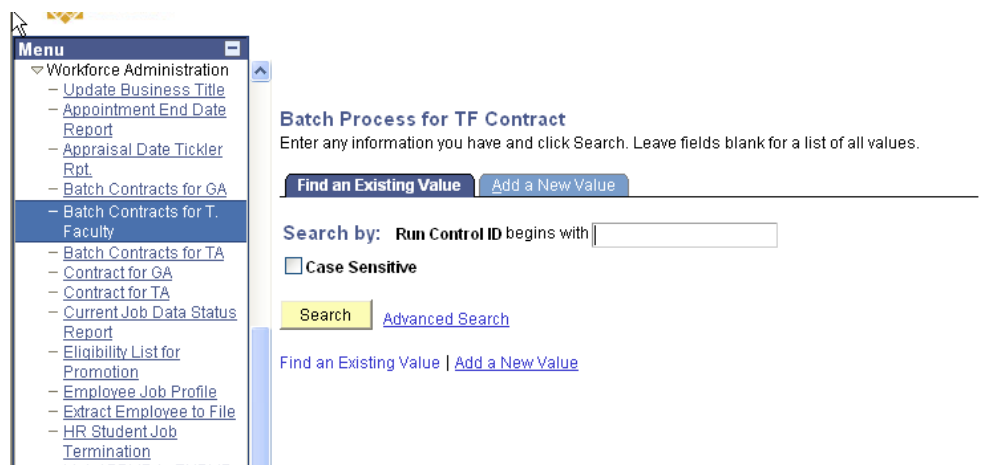 Menu
Workforce Administration
– Update Business Title
– Appointment End Date
Report
– Appraisal Date Tickler
Rpt.
– Batch Contracts for GA
– Batch Contracts for T.
Faculty
– Batch Contracts for TA
– Contract for GA
– Contract for TA
– Current Job Data Status
Report
– Eligibility List for
Promotion
– Employee Job Profile
– Extract Employee to File
– HR Student Job
Termination
Batch Process for TF Contract
Enter any information you have and click Search. Leave fields blank for a list of all values.
Find an Existing Value Add a New Value
Search by: Run Control ID begins with
Case Sensitive
Search Advanced Search
Find an Existing Value | Add a New Value